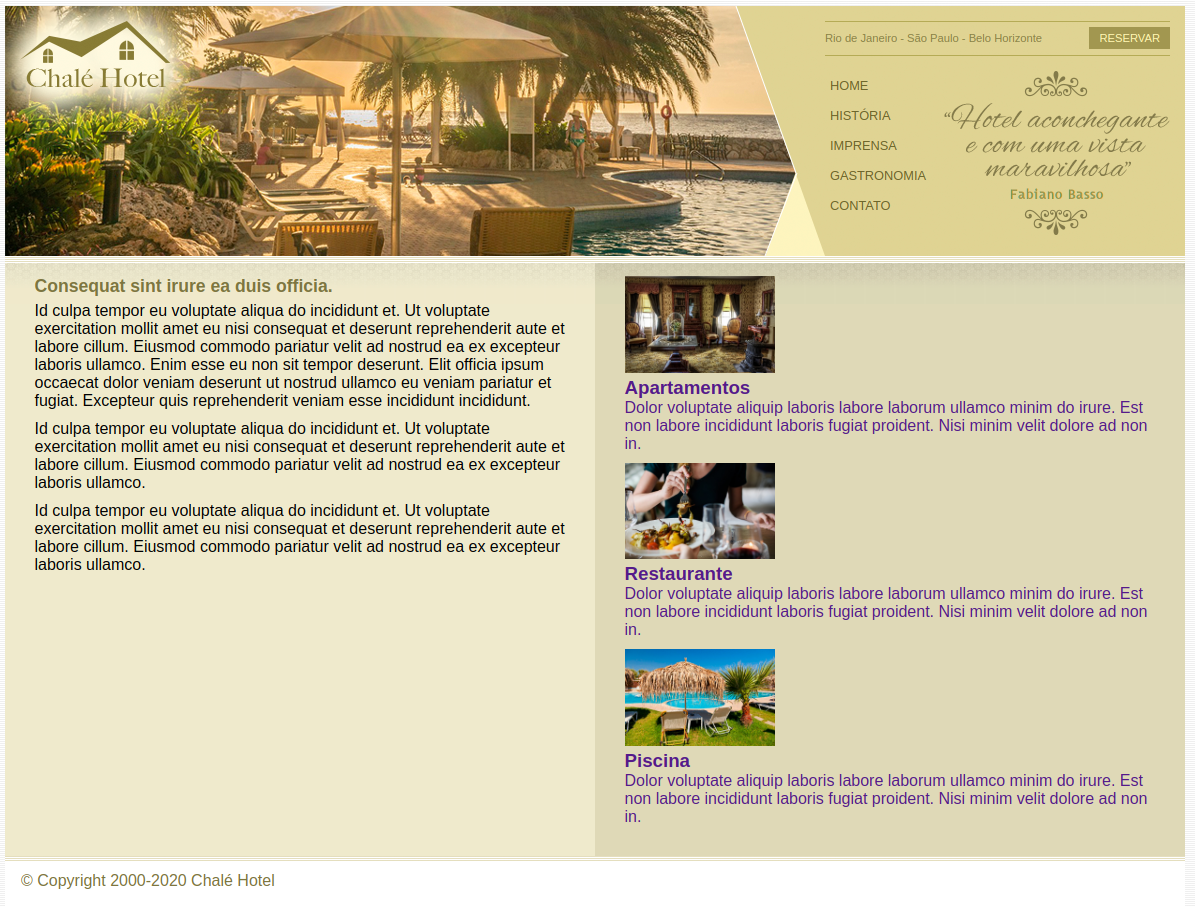 Chalé Hotel
Rio de Janeiro - São Paulo - Belo Horizonte
RESERVAR
HOME
HISTÓRIA
IMPRENSA
GASTRONOMIA
CONTATO
“Hotel aconchegante
e com uma vista
maravilhosa”
Fabiano Basso
Consequat sint irure ea duis officia.
Id culpa tempor eu voluptate aliqua do incididunt et. Ut voluptate
exercitation mollit amet eu nisi consequat et deserunt reprehenderit aute et
labore cillum. Eiusmod commodo pariatur velit ad nostrud ea ex excepteur
laboris ullamco. Enim esse eu non sit tempor deserunt. Elit officia ipsum
occaecat dolor veniam deserunt ut nostrud ullamco eu veniam pariatur et
fugiat. Excepteur quis reprehenderit veniam esse incididunt incididunt.
Id culpa tempor eu voluptate aliqua do incididunt et. Ut voluptate
exercitation mollit amet eu nisi consequat et deserunt reprehenderit aute et
labore cillum. Eiusmod commodo pariatur velit ad nostrud ea ex excepteur
laboris ullamco.
Id culpa tempor eu voluptate aliqua do incididunt et. Ut voluptate
exercitation mollit amet eu nisi consequat et deserunt reprehenderit aute et
labore cillum. Eiusmod commodo pariatur velit ad nostrud ea ex excepteur
laboris ullamco.
Apartamentos
Dolor voluptate aliquip laboris labore laborum ullamco minim do irure. Est
non labore incididunt laboris fugiat proident. Nisi minim velit dolore ad non
in.
Restaurante
Dolor voluptate aliquip laboris labore laborum ullamco minim do irure. Est
non labore incididunt laboris fugiat proident. Nisi minim velit dolore ad non
in.
Piscina
Dolor voluptate aliquip laboris labore laborum ullamco minim do irure. Est
non labore incididunt laboris fugiat proident. Nisi minim velit dolore ad non
in.
© Copyright 2000-2020 Chalé Hotel